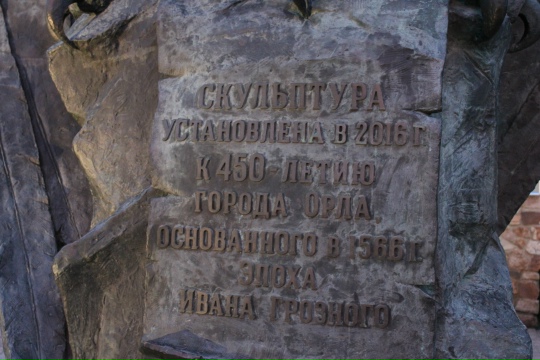 СКУЛЬПТУРА
УСТАНОВЛЕНА В 2016 Г.
К 450-ЛЕТИЮ
ГОРОДА ОРЛА,
ОСНОВАННОГО В 1566 Г.
ЭПОХА
ИВАНА ГРОЗНОГО